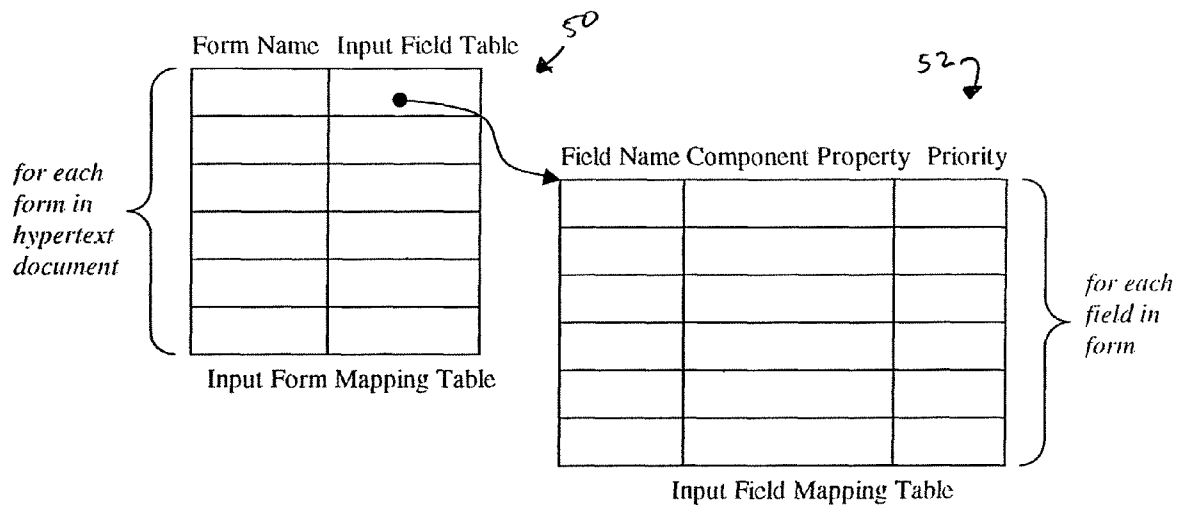 50
Form Name Input Field Table
52
Field Name Component Property Priority
for each
form in
hypertext
document
for each
field in
form
Input Form Mapping Table
Input Field Mapping Table